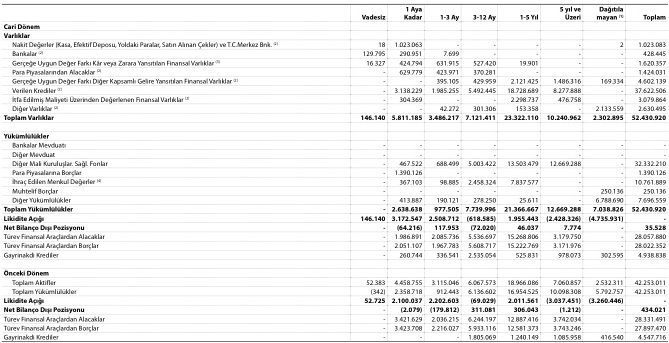 Vadesiz 1 Aya Kadar 1-3 Ay 3-12 Ay 1-5 Yıl 5 yıl ve Üzeri Dağıtıla mayan (1) Toplam
Cari Dönem
Varlıklar
Nakit Değerler (Kasa, Efektif Deposu, Yoldaki Paralar, Satın Alınan Çekler) ve T.C.Merkez Bnk. (2) 18 1.023.063 - - - - 2 1.023.083
Bankalar (2) 129.795 290.951 7.699 - - - - 428.445
Gerçeğe Uygun Değer Farkı Kâr veya Zarara Yansıtılan Finansal Varlıklar (2) 16.327 424.794 631.915 527.420 19.901 - - 1.620.357
Para Piyasalarından Alacaklar (2) - 629.779 423.971 370.281 - - - 1.424.031
Gerçeğe Uygun Değer Farkı Diğer Kapsamlı Gelire Yansıtılan Finansal Varlıklar (2) - - 395.105 429.959 2.121.425 1.486.316 169.334 4.602.139
Verilen Krediler (2) - 3.138.229 1.985.255 5.492.445 18.728.689 8.277.888 - 37.622.506
İtfa Edilmiş Maliyeti Üzerinden Değerlenen Finansal Varlıklar (2) - 304.369 - - 2.298.737 476.758 - 3.079.864
Diğer Varlıklar (2) - - 42.272 301.306 153.358 - 2.133.559 2.630.495
Toplam Varlıklar 146.140 5.811.185 3.486.217 7.121.411 23.322.110 10.240.962 2.302.895 52.430.920
Yükümlülükler
Bankalar Mevduatı - - - - - - - -
Diğer Mevduat - - - - - - - -
Diğer Mali Kuruluşlar. Sağl. Fonlar - 467.522 688.499 5.003.422 13.503.479 12.669.288 - 32.332.210
Para Piyasalarına Borçlar - 1.390.126 - - - - - 1.390.126
İhraç Edilen Menkul Değerler (4) - 367.103 98.885 2.458.324 7.837.577 - - 10.761.889
Muhtelif Borçlar - - - - - - 250.136 250.136
Diğer Yükümlülükler - 413.887 190.121 278.250 25.611 - 6.788.690 7.696.559
Toplam Yükümlülükler - 2.638.638 977.505 7.739.996 21.366.667 12.669.288 7.038.826 52.430.920
Likidite Açığı 146.140 3.172.547 2.508.712 (618.585) 1.955.443 (2.428.326) (4.735.931) -
Net Bilanço Dışı Pozisyonu - (64.216) 117.953 (72.020) 46.037 7.774 - 35.528
Türev Finansal Araçlardan Alacaklar - 1.986.891 2.085.736 5.536.697 15.268.806 3.179.750 - 28.057.880
Türev Finansal Araçlardan Borçlar - 2.051.107 1.967.783 5.608.717 15.222.769 3.171.976 - 28.022.352
Gayrinakdi Krediler - 260.744 336.541 2.535.054 525.831 978.073 302.595 4.938.838
Önceki Dönem
Toplam Aktifler 52.383 4.458.755 3.115.046 6.067.573 18.966.086 7.060.857 2.532.311 42.253.011
Toplam Yükümlülükler (342) 2.358.718 912.443 6.136.602 16.954.525 10.098.308 5.792.757 42.253.011
Likidite Açığı 52.725 2.100.037 2.202.603 (69.029) 2.011.561 (3.037.451) (3.260.446) -
Net Bilanço Dışı Pozisyonu - (2.079) (179.812) 311.081 306.043 (1.212) - 434.021
Türev Finansal Araçlardan Alacaklar - 3.421.629 2.036.215 6.244.197 12.887.416 3.742.034 - 28.331.491
Türev Finansal Araçlardan Borçlar - 3.423.708 2.216.027 5.933.116 12.581.373 3.743.246 - 27.897.470
Gayrinakdi Krediler - - - 1.805.069 1.240.149 1.085.958 416.540 4.547.716